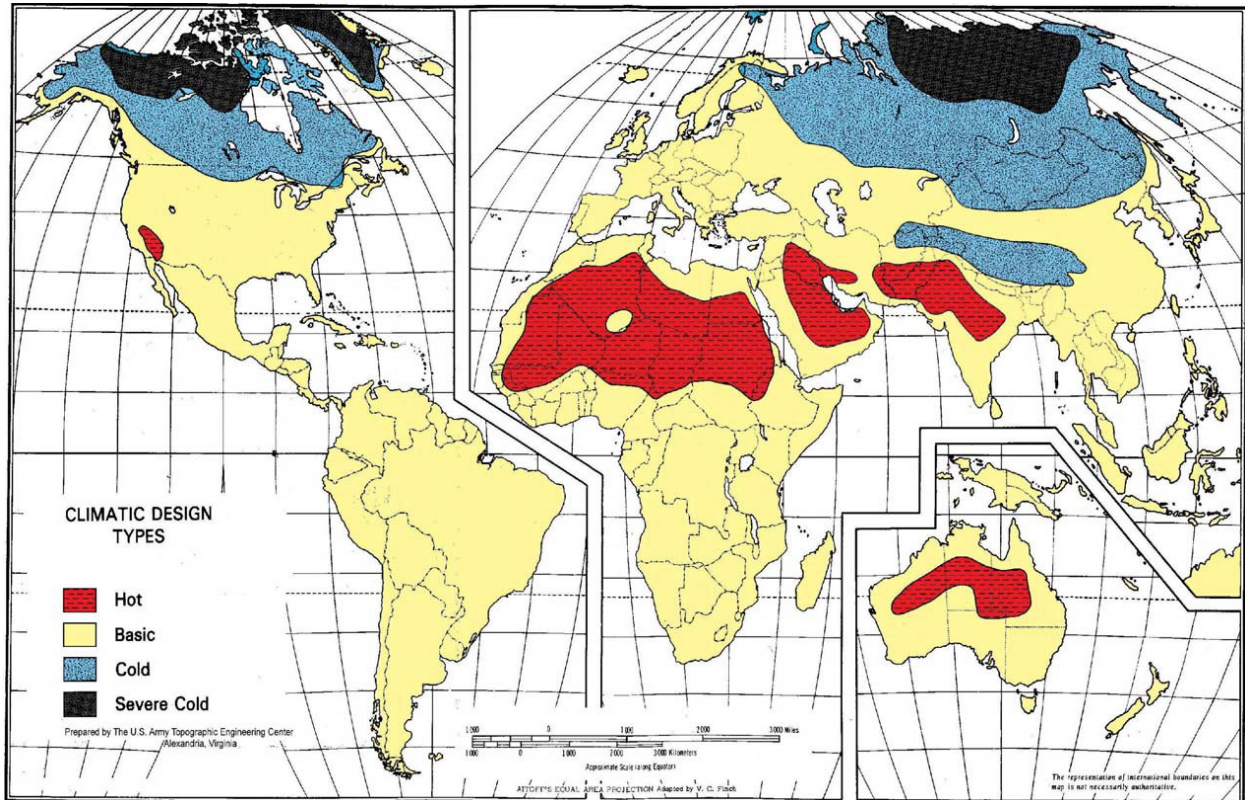 CLIMATIC DESIGN
TYPES
Hot
Basic
Cold
Severe Cold
Prepared by The U.S. Army Topographic Engineering Center
Alexandria, Virginia
1000 0 1000 2000 3000 Miles
1000 0 1000 2000 3000 Kilometers
Approximate Scale (along Equator)
AITOFF'S EQUAL AREA PROJECTION Adapted by V. C. Finch
The representation of international boundaries on this
map is not necessarily authoritative.